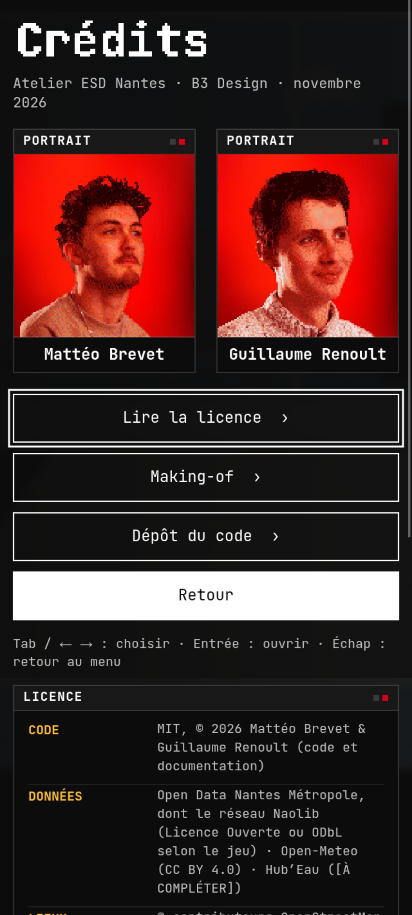 Crédits
Atelier ESD Nantes · B3 Design · novembre
2026
PORTRAIT
PORTRAIT
Mattéo Brevet
Guillaume Renoult
Lire la licence ›
Making-of ›
Dépôt du code ›
Retour
Tab / ← → : choisir · Entrée : ouvrir · Échap :
retour au menu
LICENCE
CODE
MIT, © 2026 Mattéo Brevet &
Guillaume Renoult (code et
documentation)
DONNÉES
Open Data Nantes Métropole,
dont le réseau Naolib
(Licence Ouverte ou ODbL
selon le jeu) · Open-Meteo
(CC BY 4.0) · Hub’Eau ([À
COMPLÉTER])